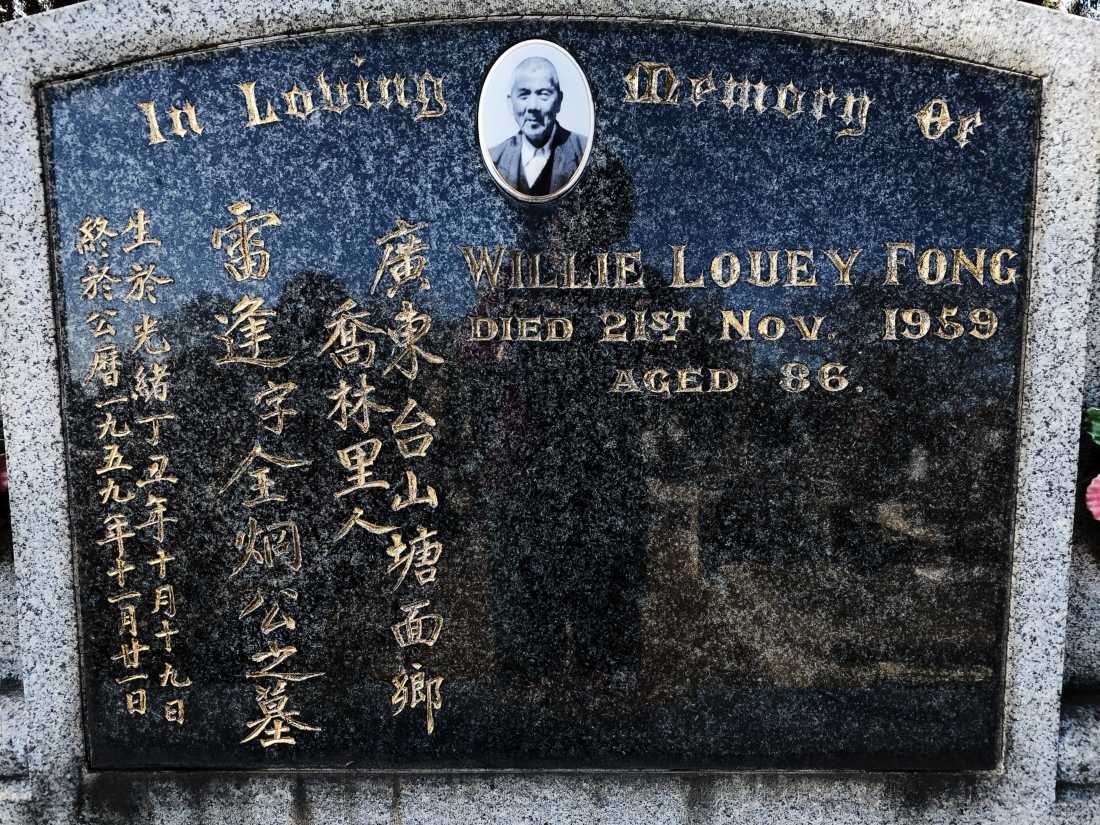 In Loving Memory Of
WILLIE LOUEY FONG
DIED 21ST NOV. 1959
AGED 86.
廣東台山塘面鄉
喬林里人
雷逢字金炯公之墓
生於光緒丁丑年十月十九日
終於公曆一九五九年十一月廿一日